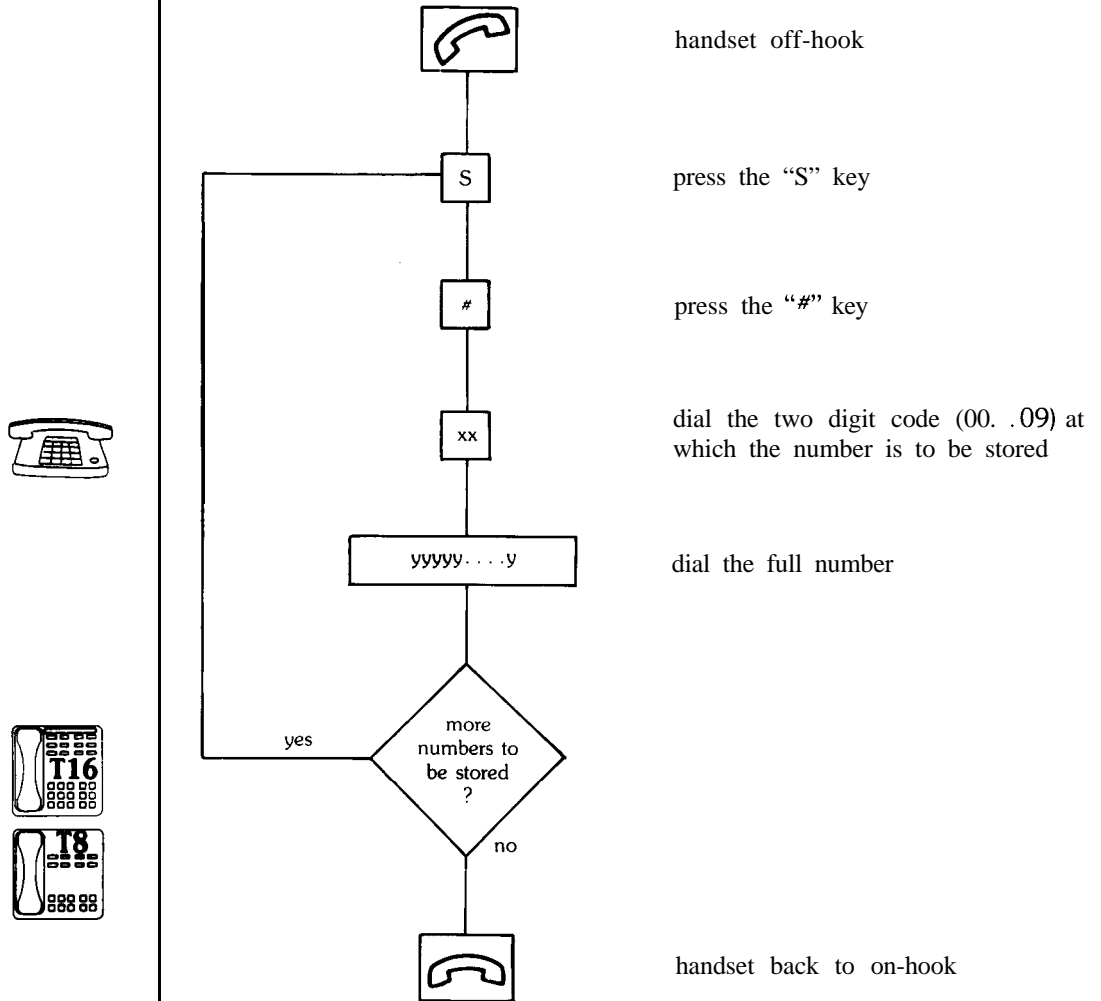 handset off-hook
S
press the “S” key
#
press the “#” key
xx
dial the two digit code (00. .09) at
which the number is to be stored
yyyyy....y
dial the full number
more
numbers to
be stored
?
yes
no
T16
T8
handset back to on-hook